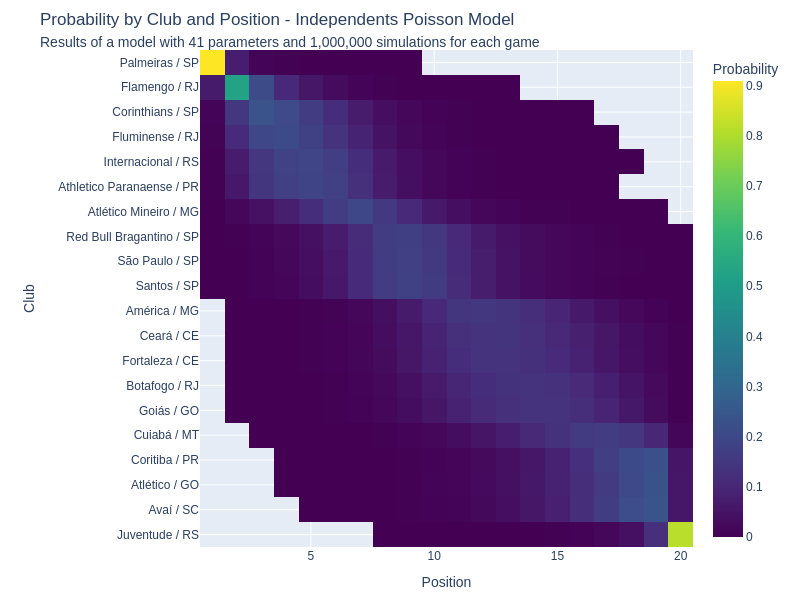 Probability by Club and Position - Independents Poisson Model
Results of a model with 41 parameters and 1,000,000 simulations for each game
Probability
Palmeiras / SP
Flamengo / RJ
Corinthians / SP
Fluminense / RJ
Internacional / RS
Athletico Paranaense / PR
Atlético Mineiro / MG
Red Bull Bragantino / SP
São Paulo / SP
Santos / SP
América / MG
Ceará / CE
Fortaleza / CE
Botafogo / RJ
Goiás / GO
Cuiabá / MT
Coritiba / PR
Atlético / GO
Avaí / SC
Juventude / RS
Club
5 10 15 20
Position
0.9
0.8
0.7
0.6
0.5
0.4
0.3
0.2
0.1
0